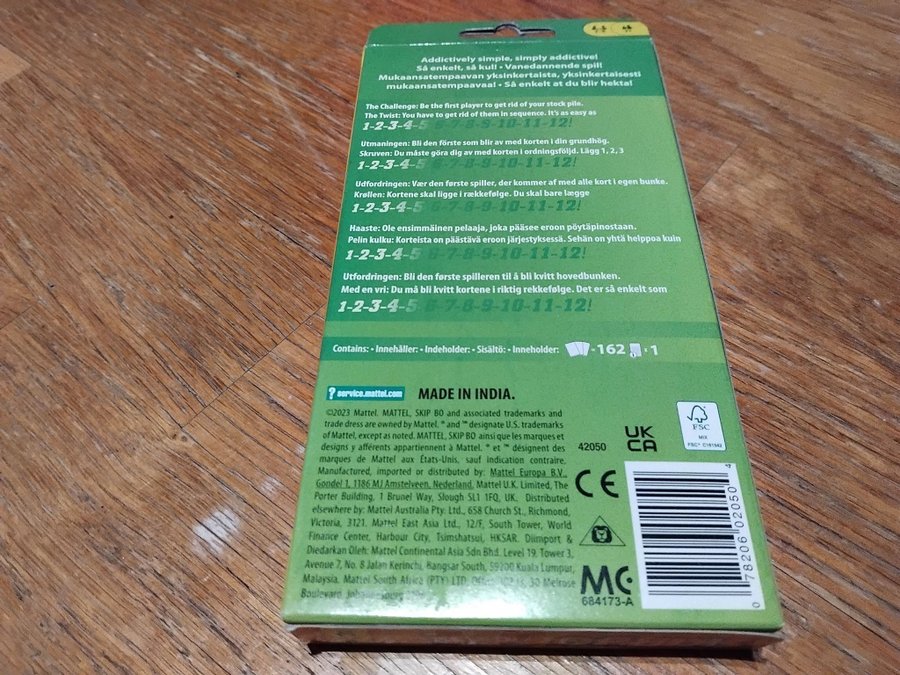 Addictively simple, simply addictive!
Så enkelt, så kul! • Vanedannende spil!
Mukaansatempaavan yksinkertaista, yksinkertaisesti
mukaansatempaavaa! • Så enkelt at du blir hekta!
The Challenge: Be the first player to get rid of your stock pile.
The Twist: You have to get rid of them in sequence. It's as easy as
1-2-3-4-5-6-7-8-9-10-11-12!
Utmaningen: Bli den förste som blir av med korten i din grundhög.
Skruven: Du måste göra dig av med korten i ordningsföljd. Lägg 1, 2, 3
1-2-3-4-5-6-7-8-9-10-11-12!
Udfordringen: Vær den første spiller, der kommer af med alle kort i egen bunke.
Krøllen: Kortene skal ligge i rækkefølge. Du skal bare lægge
1-2-3-4-5-6-7-8-9-10-11-12!
Haaste: Ole ensimmäinen pelaaja, joka pääsee eroon pöytäpinostaan.
Pelin kulku: Korteista on päästävä eroon järjestyksessä. Sehän on yhtä helppoa kuin
1-2-3-4-5-6-7-8-9-10-11-12!
Utfordringen: Bli den første spilleren til å bli kvitt hovedbunken.
Med en vri: Du må bli kvitt kortene i riktig rekkefølge. Det er så enkelt som
1-2-3-4-5-6-7-8-9-10-11-12!
Contains: • Innehåller: • Indeholder: • Sisältö: • Inneholder: •162 •1
? service.mattel.com MADE IN INDIA.
©2023 Mattel. MATTEL, SKIP BO and associated trademarks and
trade dress are owned by Mattel. ® and ™ designate U.S. trademarks
of Mattel, except as noted. MATTEL, SKIP BO ainsi que les marques et
designs y afférents appartiennent à Mattel. ® et ™ désignent des
marques de Mattel aux États-Unis, sauf indication contraire.
Manufactured, imported or distributed by: Mattel Europa B.V.,
Gondel 1, 1186 MJ Amstelveen, Nederland. Mattel U.K. Limited, The
Porter Building, 1 Brunel Way, Slough SL1 1FQ, UK. Distributed
elsewhere by: Mattel Australia Pty. Ltd., 658 Church St., Richmond,
Victoria, 3121. Mattel East Asia Ltd., 12/F, South Tower, World
Finance Center, Harbour City, Tsimshatsui, HKSAR. Diimport &
Diedarkan Oleh: Mattel Continental Asia Sdn Bhd. Level 19, Tower 3,
Avenue 7, No. 8 Jalan Kerinchi, Bangsar South, 59200 Kuala Lumpur,
Malaysia. Mattel South Africa (PTY) LTD, Office 30 Melrose
Boulevard,
42050
UK
CA
CE
FSC
MIX
FSC® C161542
MC
684173-A
0 78206 02050 4